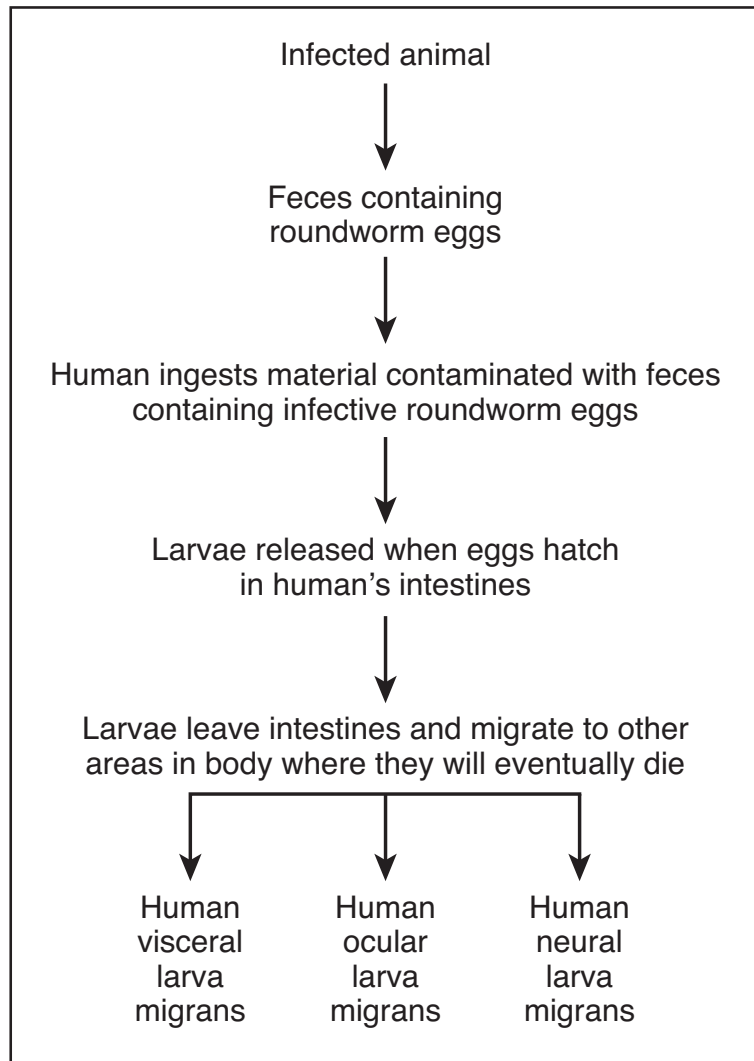 Infected animal
Feces containing
roundworm eggs
Human ingests material contaminated with feces
containing infective roundworm eggs
Larvae released when eggs hatch
in human's intestines
Larvae leave intestines and migrate to other
areas in body where they will eventually die
Human
visceral
larva
migrans
Human
ocular
larva
migrans
Human
neural
larva
migrans